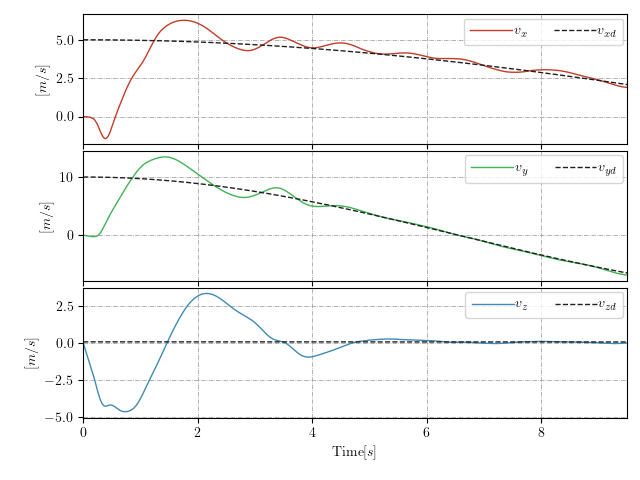 5.0
2.5
0.0
[m/s]
v_x
v_xd
10
0
[m/s]
v_y
v_yd
2.5
0.0
−2.5
−5.0
[m/s]
v_z
v_zd
0 2 4 6 8
Time[s]